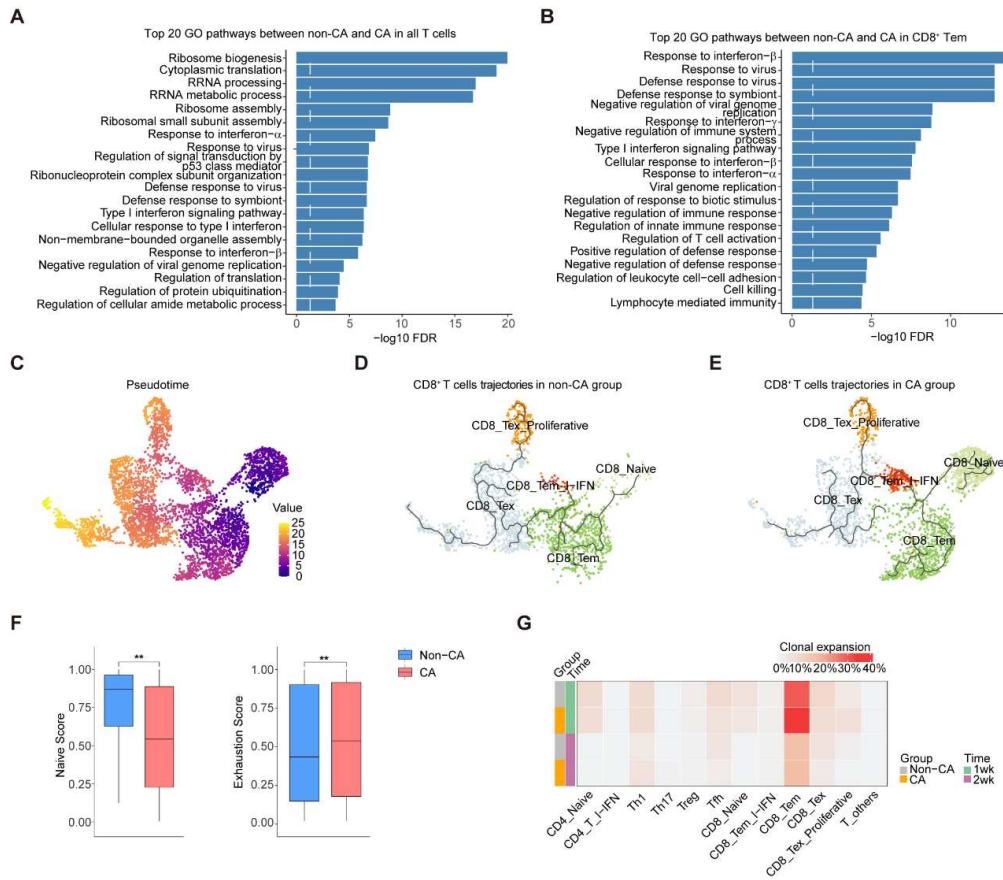 A
Top 20 GO pathways between non-CA and CA in all T cells
Ribosome biogenesis
Cytoplasmic translation
RRNA processing
RRNA metabolic process
Ribosome assembly
Ribosomal small subunit assembly
Response to interferon-α
Response to virus
Regulation of signal transduction by
p53 class mediator
Ribonucleoprotein complex subunit organization
Defense response to virus
Defense response to symbiont
Type I interferon signaling pathway
Cellular response to type I interferon
Non-membrane-bounded organelle assembly
Response to interferon-β
Negative regulation of viral genome replication
Regulation of translation
Regulation of protein ubiquitination
Regulation of cellular amide metabolic process
0 5 10 15 20
−log10 FDR
B
Top 20 GO pathways between non-CA and CA in CD8⁺ Tem
Response to interferon-β
Response to virus
Defense response to virus
Defense response to symbiont
Negative regulation of viral genome
replication
Response to interferon-γ
Negative regulation of immune system
process
Type I interferon signaling pathway
Cellular response to interferon-β
Response to interferon-α
Viral genome replication
Regulation of response to biotic stimulus
Negative regulation of immune response
Regulation of innate immune response
Regulation of T cell activation
Positive regulation of defense response
Negative regulation of defense response
Regulation of leukocyte cell-cell adhesion
Cell killing
Lymphocyte mediated immunity
0 5 10
−log10 FDR
C
Pseudotime
Value
25
20
15
10
5
0
D
CD8⁺ T cells trajectories in non-CA group
CD8_Tex_Proliferative
CD8_Naive
CD8_Tem_I-IFN
CD8_Tex
CD8_Tem
E
CD8⁺ T cells trajectories in CA group
CD8_Tex_Proliferative
CD8_Naive
CD8_Tem_I-IFN
CD8_Tex
CD8_Tem
F
**
1.00
0.75
0.50
0.25
0.00
Naive Score
**
1.00
0.75
0.50
0.25
0.00
Exhaustion Score
Non-CA
CA
G
Clonal expansion
0%10%20%30% 40%
Group
Time
CD4_Naive
CD4_T_I-IFN
Th1
Th17
Treg
Tfh
CD8_Naive
CD8_Tem_I-IFN
CD8_Tem
CD8_Tex
CD8_Tex_Proliferative
T_others
Group
Non-CA
CA
Time
1wk
2wk